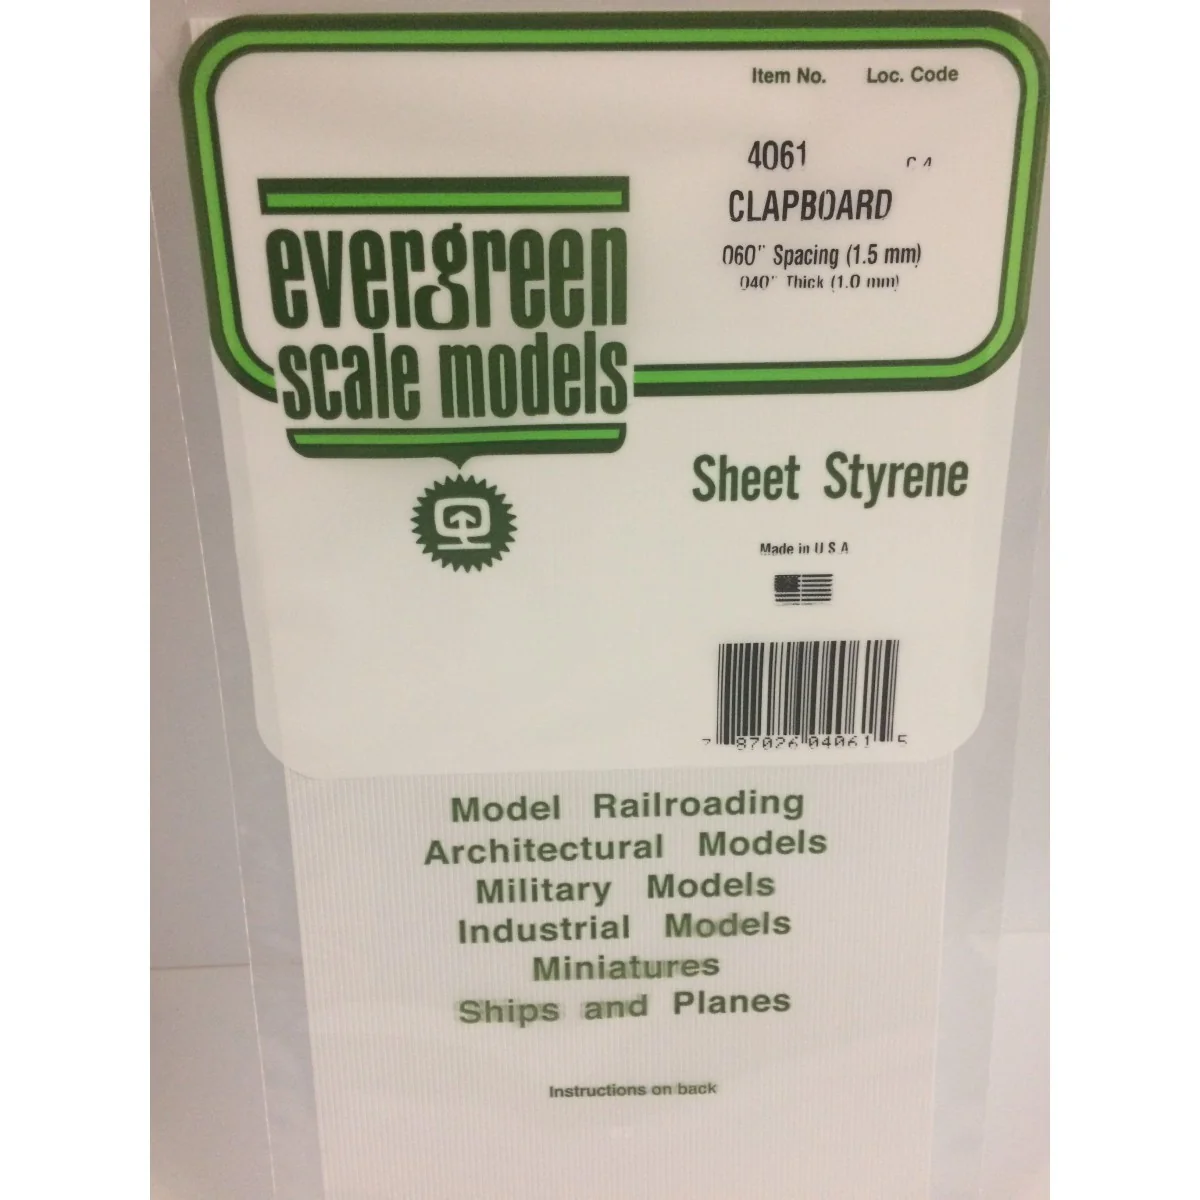 Item No. Loc. Code
4061
CLAPBOARD
.060" Spacing (1.5 mm)
.040" Thick (1.0 mm)
evergreen
scale models
Sheet Styrene
Made in U S A
7 87026 04061 5
Model Railroading
Architectural Models
Military Models
Industrial Models
Miniatures
Ships and Planes
Instructions on back